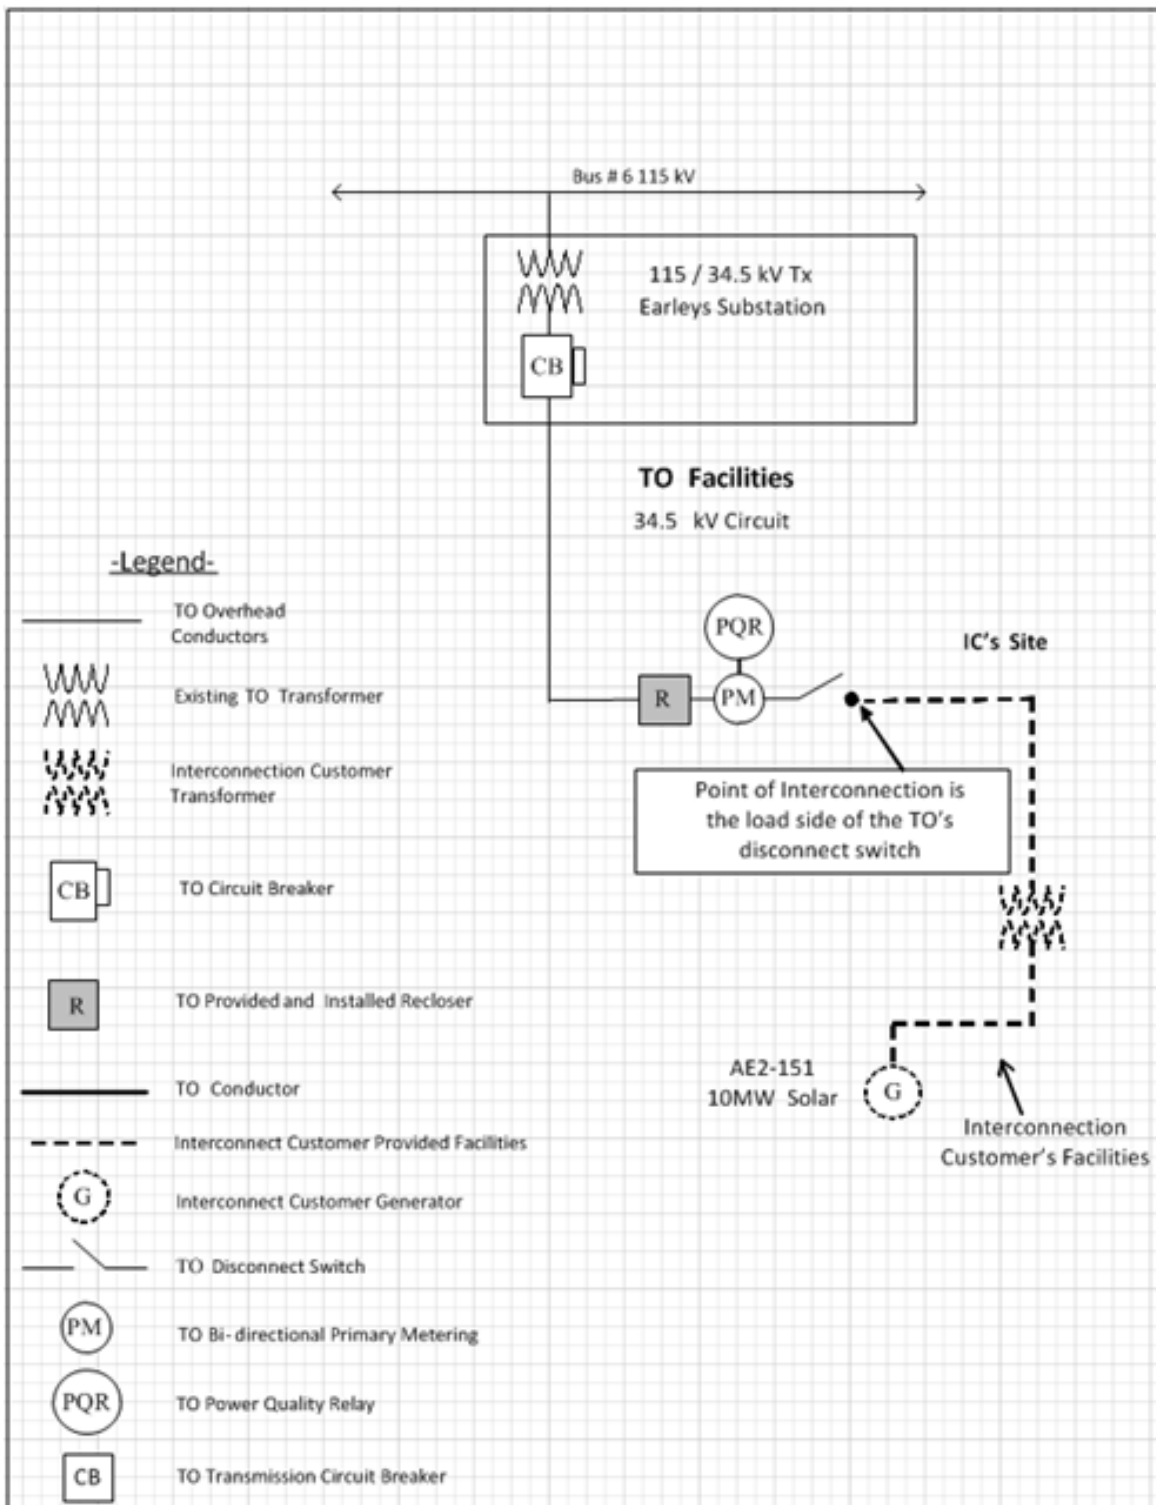 Bus # 6 115 kV
115 / 34.5 kV Tx
Earleys Substation
CB
TO Facilities
34.5 kV Circuit
-Legend-
TO Overhead
Conductors
Existing TO Transformer
Interconnection Customer
Transformer
CB
TO Circuit Breaker
R
TO Provided and Installed Recloser
TO Conductor
Interconnect Customer Provided Facilities
G
Interconnect Customer Generator
TO Disconnect Switch
PM
TO Bi-directional Primary Metering
PQR
TO Power Quality Relay
CB
TO Transmission Circuit Breaker
PQR
IC's Site
R
PM
Point of Interconnection is
the load side of the TO's
disconnect switch
AE2-151
10MW Solar
G
Interconnection
Customer's Facilities